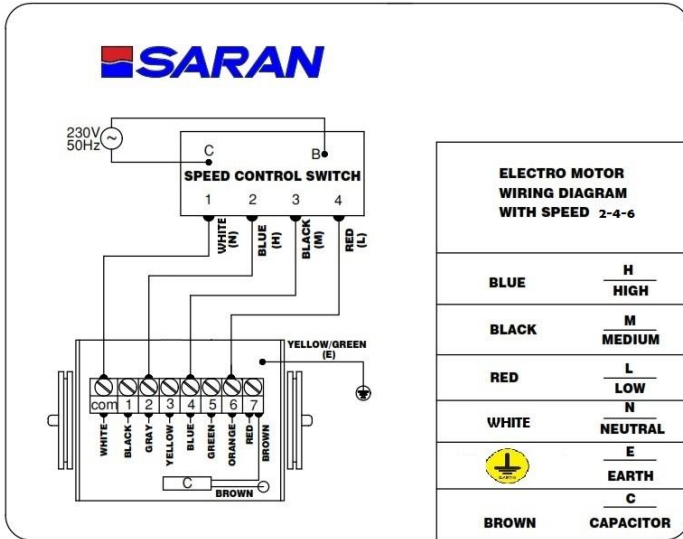 SARAN
230V
50Hz
C
B
SPEED CONTROL SWITCH
1 2 3 4
WHITE
(N)
BLUE
(H)
BLACK
(M)
RED
(L)
YELLOW/GREEN
(E)
com 1 2 3 4 5 6 7
WHITE
BLACK
GRAY
YELLOW
BLUE
GREEN
ORANGE
RED
BROWN
C
BROWN
ELECTRO MOTOR
WIRING DIAGRAM
WITH SPEED 2-4-6
BLUE H
HIGH
BLACK M
MEDIUM
RED L
LOW
WHITE N
NEUTRAL
E
EARTH
C
BROWN CAPACITOR